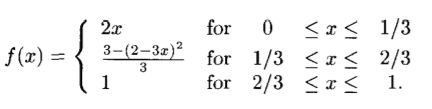 2x for 0 ≤ x ≤ 1/3
f(x) = { \frac{3-(2-3x)^2}{3} for 1/3 ≤ x ≤ 2/3
1 for 2/3 ≤ x ≤ 1.